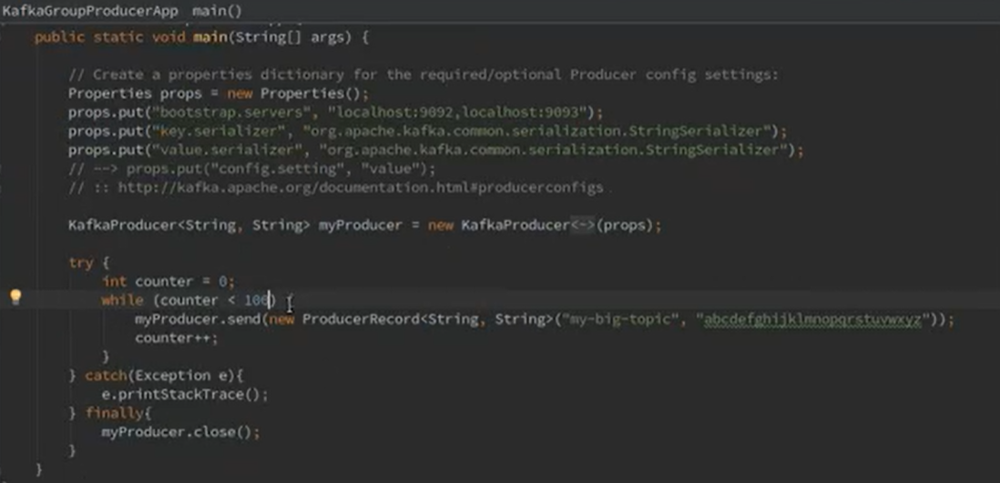 KafkaGroupProducerApp main()
public static void main(String[] args) {
// Create a properties dictionary for the required/optional Producer config settings:
Properties props = new Properties();
props.put("bootstrap.servers", "localhost:9092,localhost:9093");
props.put("key.serializer", "org.apache.kafka.common.serialization.StringSerializer");
props.put("value.serializer", "org.apache.kafka.common.serialization.StringSerializer");
// --> props.put("config.setting", "value");
// :: http://kafka.apache.org/documentation.html#producerconfigs
KafkaProducer<String, String> myProducer = new KafkaProducer<~>(props);
try {
int counter = 0;
while (counter < 100) {
myProducer.send(new ProducerRecord<String, String>("my-big-topic", "abcdefghijklmnopqrstuvwxyz"));
counter++;
}
} catch(Exception e){
e.printStackTrace();
} finally{
myProducer.close();
}
}